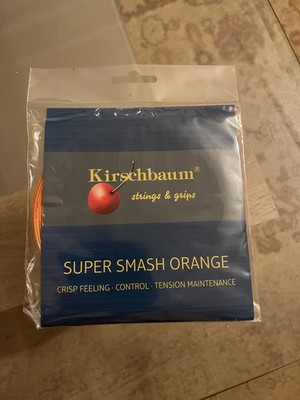 Kirschbaum®
strings & grips
SUPER SMASH ORANGE
CRISP FEELING · CONTROL · TENSION MAINTENANCE